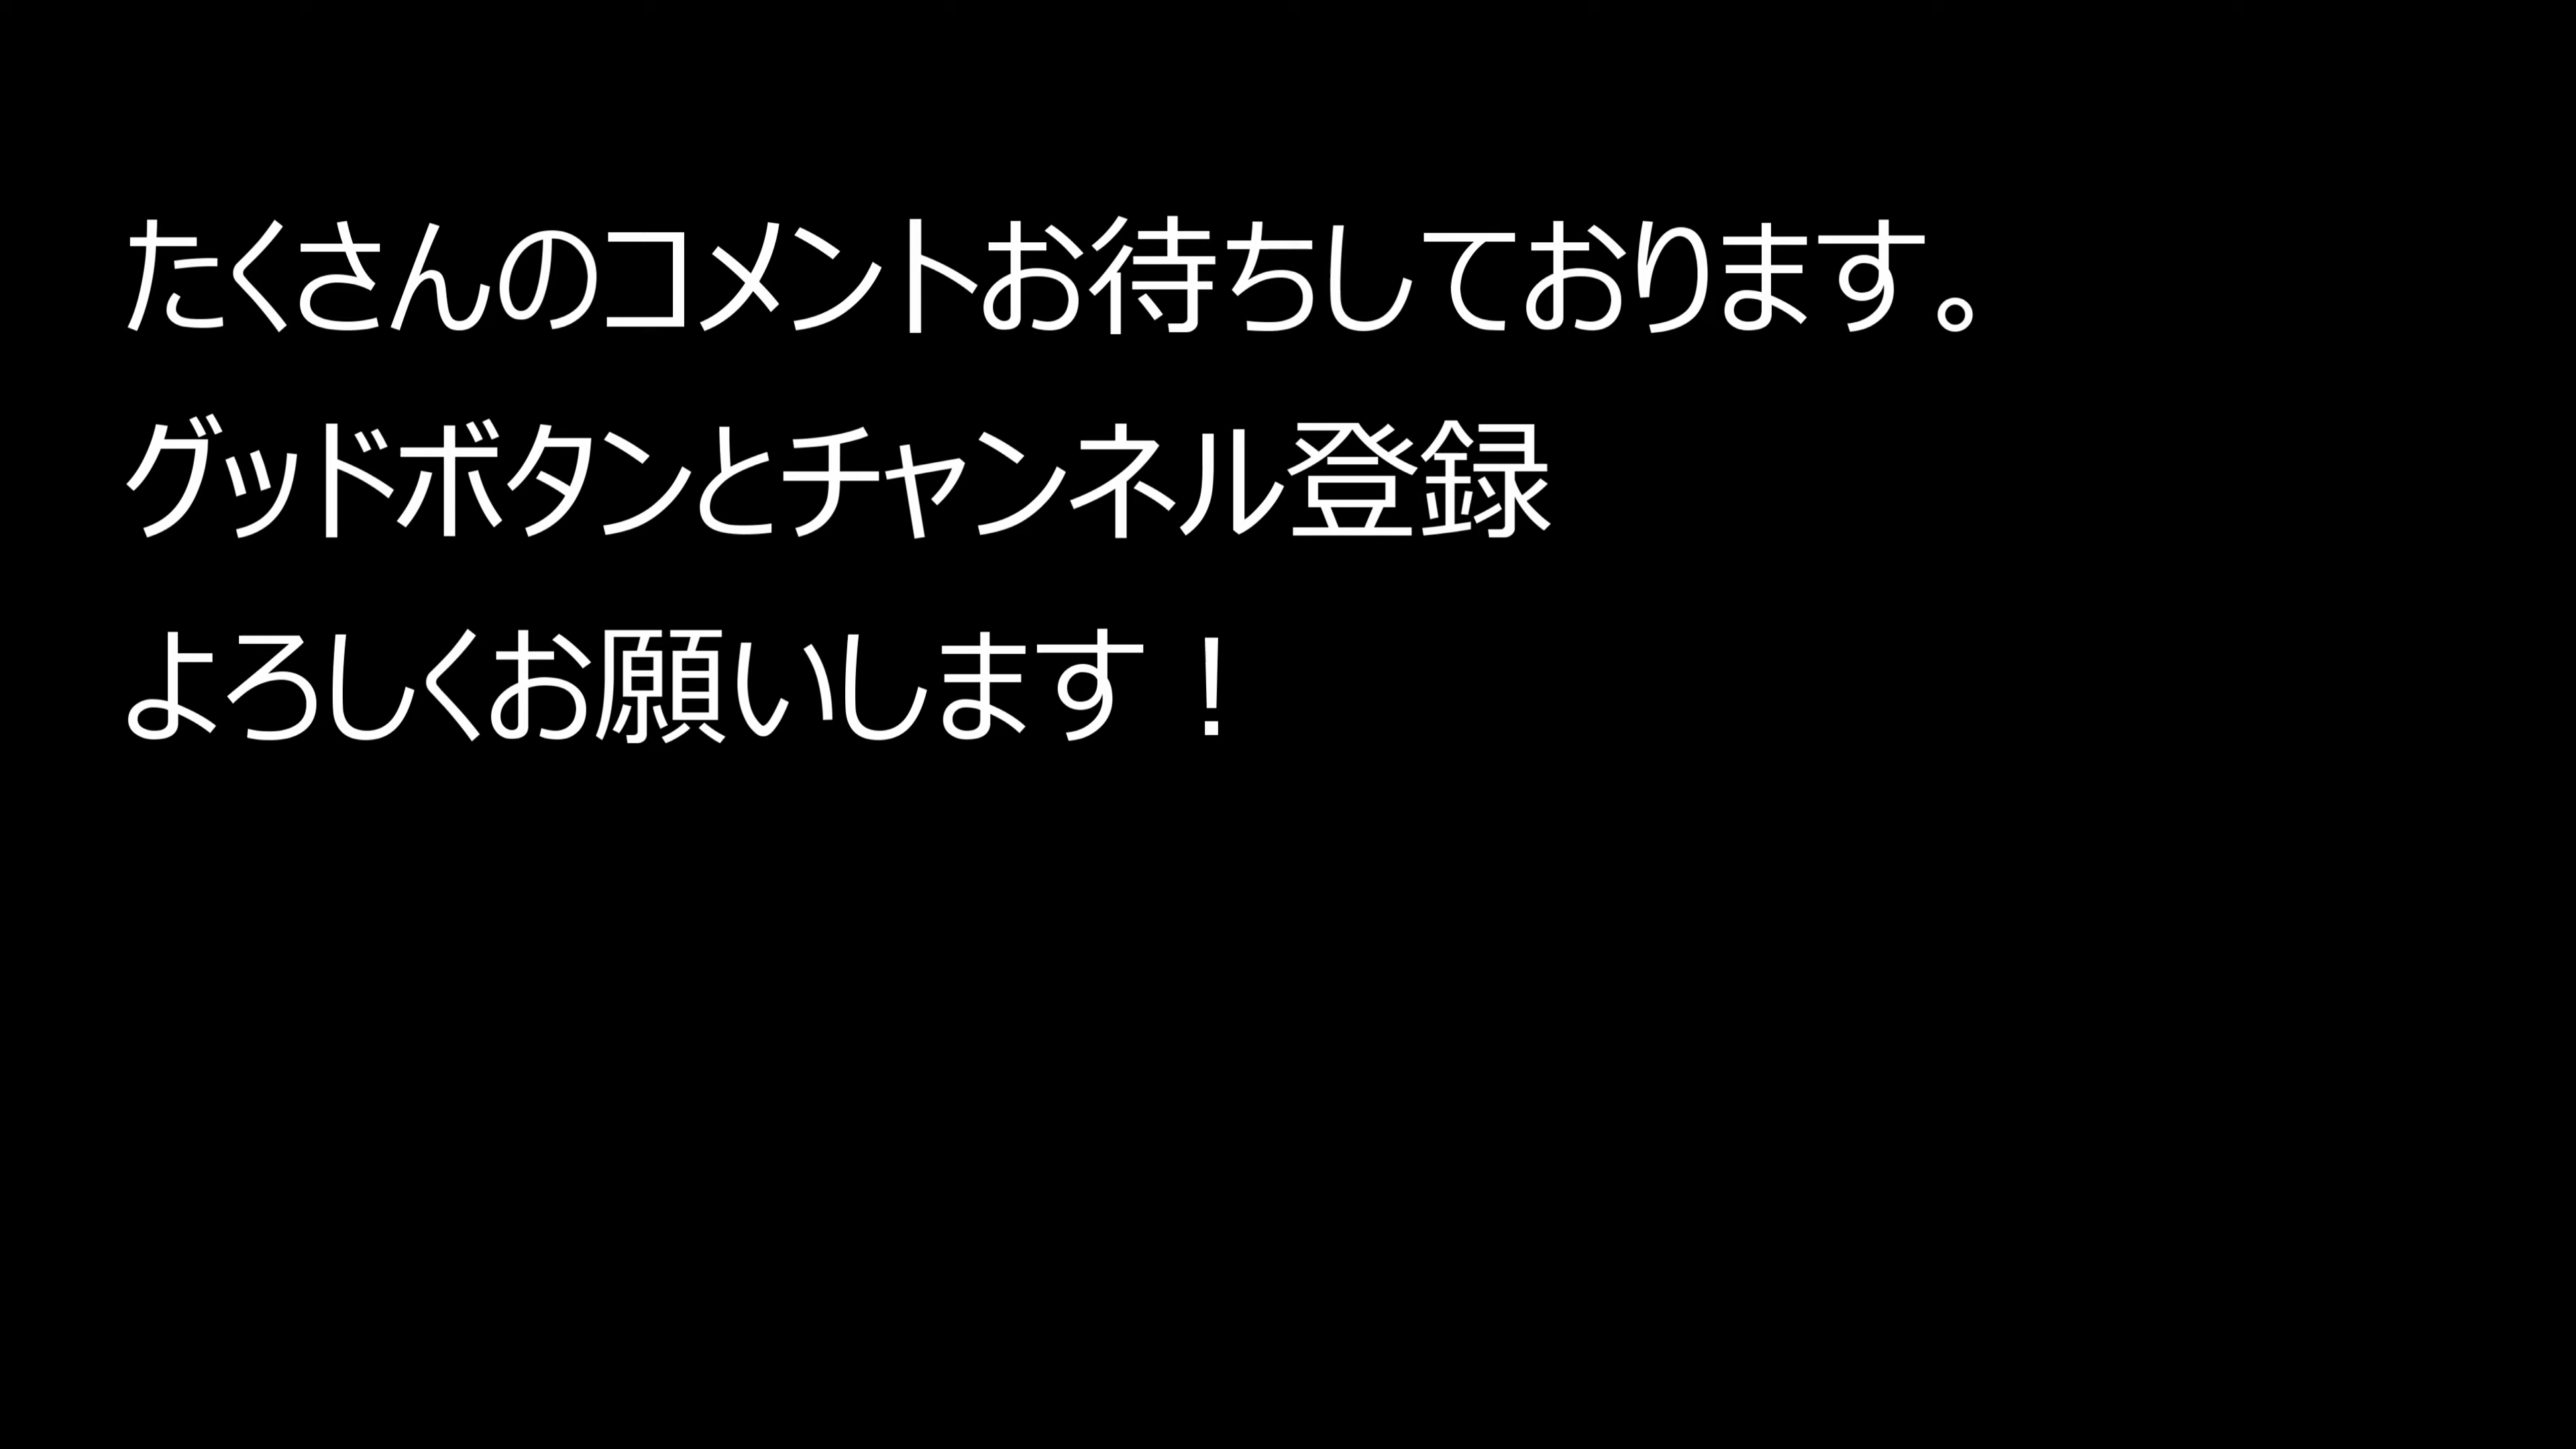 たくさんのコメントお待ちしております。
グッドボタンとチャンネル登録
よろしくお願いします！